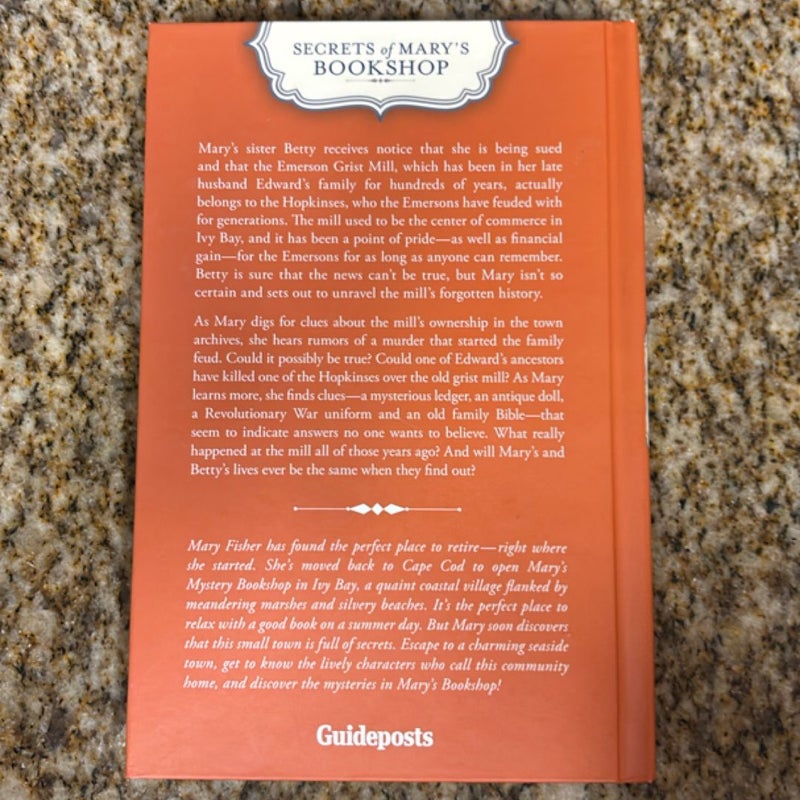 SECRETS of MARY'S
BOOKSHOP
Mary's sister Betty receives notice that she is being sued
and that the Emerson Grist Mill, which has been in her late
husband Edward's family for hundreds of years, actually
belongs to the Hopkinses, who the Emersons have feuded with
for generations. The mill used to be the center of commerce in
Ivy Bay, and it has been a point of pride—as well as financial
gain—for the Emersons for as long as anyone can remember.
Betty is sure that the news can't be true, but Mary isn't so
certain and sets out to unravel the mill's forgotten history.
As Mary digs for clues about the mill's ownership in the town
archives, she hears rumors of a murder that started the family
feud. Could it possibly be true? Could one of Edward's ancestors
have killed one of the Hopkinses over the old grist mill? As Mary
learns more, she finds clues—a mysterious ledger, an antique doll,
a Revolutionary War uniform and an old family Bible—that
seem to indicate answers no one wants to believe. What really
happened at the mill all of those years ago? And will Mary's and
Betty's lives ever be the same when they find out?
Mary Fisher has found the perfect place to retire—right where
she started. She's moved back to Cape Cod to open Mary's
Mystery Bookshop in Ivy Bay, a quaint coastal village flanked by
meandering marshes and silvery beaches. It's the perfect place to
relax with a good book on a summer day. But Mary soon discovers
that this small town is full of secrets. Escape to a charming seaside
town, get to know the lively characters who call this community
home, and discover the mysteries in Mary's Bookshop!
Guideposts